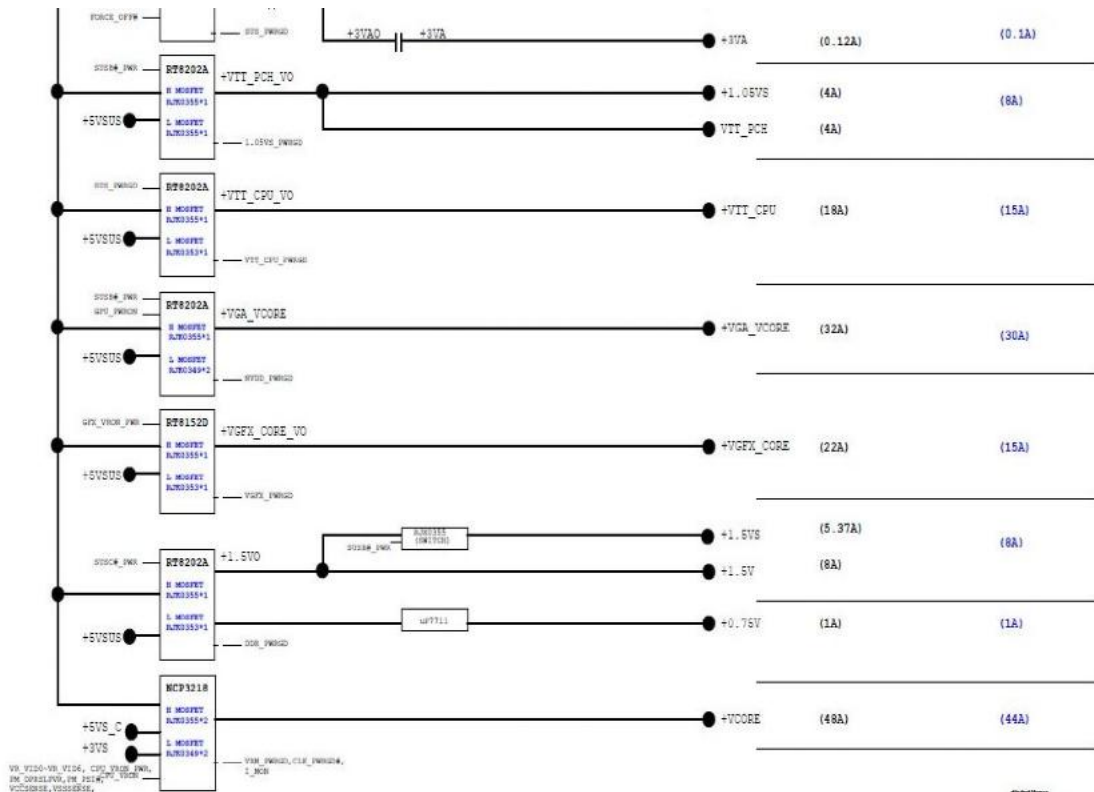 FORCE_OFF#
SYS_PWRGD
+3VAO +3VA
+3VA (0.12A) (0.1A)
SUSB#_PWR
RT8202A
+VTT_PCH_VO
H MOSFET
RJK0355*1
+1.05VS (4A) (8A)
+5VSUS
L MOSFET
RJK0355*1
VTT_PCH (4A)
1.05VS_PWRGD
SYS_PWRGD
RT8202A
+VTT_CPU_VO
H MOSFET
RJK0355*1
+VTT_CPU (18A) (15A)
+5VSUS
L MOSFET
RJK0353*1
VTT_CPU_PWRGD
SUSB#_PWR
GPU_PWRON
RT8202A
+VGA_VCORE
H MOSFET
RJK0355*1
+VGA_VCORE (32A) (30A)
+5VSUS
L MOSFET
RJK0349*2
NVDD_PWRGD
GFX_VRON_PWR
RT8152D
+VGFX_CORE_VO
H MOSFET
RJK0355*1
+VGFX_CORE (22A) (15A)
+5VSUS
L MOSFET
RJK0353*1
VGFX_PWRGD
SUSB#_PWR
RJK0355
(SWITCH)
+1.5VS (5.37A) (8A)
SUSC#_PWR
RT8202A
+1.5VO
+1.5V (8A)
H MOSFET
RJK0355*1
+5VSUS
L MOSFET
RJK0353*1
uP7711
+0.75V (1A) (1A)
DDR_PWRGD
NCP3218
H MOSFET
RJK0355*2
+VCORE (48A) (44A)
+5VS_C
+3VS
L MOSFET
RJK0349*2
VRM_PWRGD,CLK_PWRGD#,
I_MON
VR_VID0~VR_VID6, CPU_VRON_PWR,
PM_DPRSLPVR,PM_PSI#,
CPU_VRON
VCCSENSE,VSSSENSE,